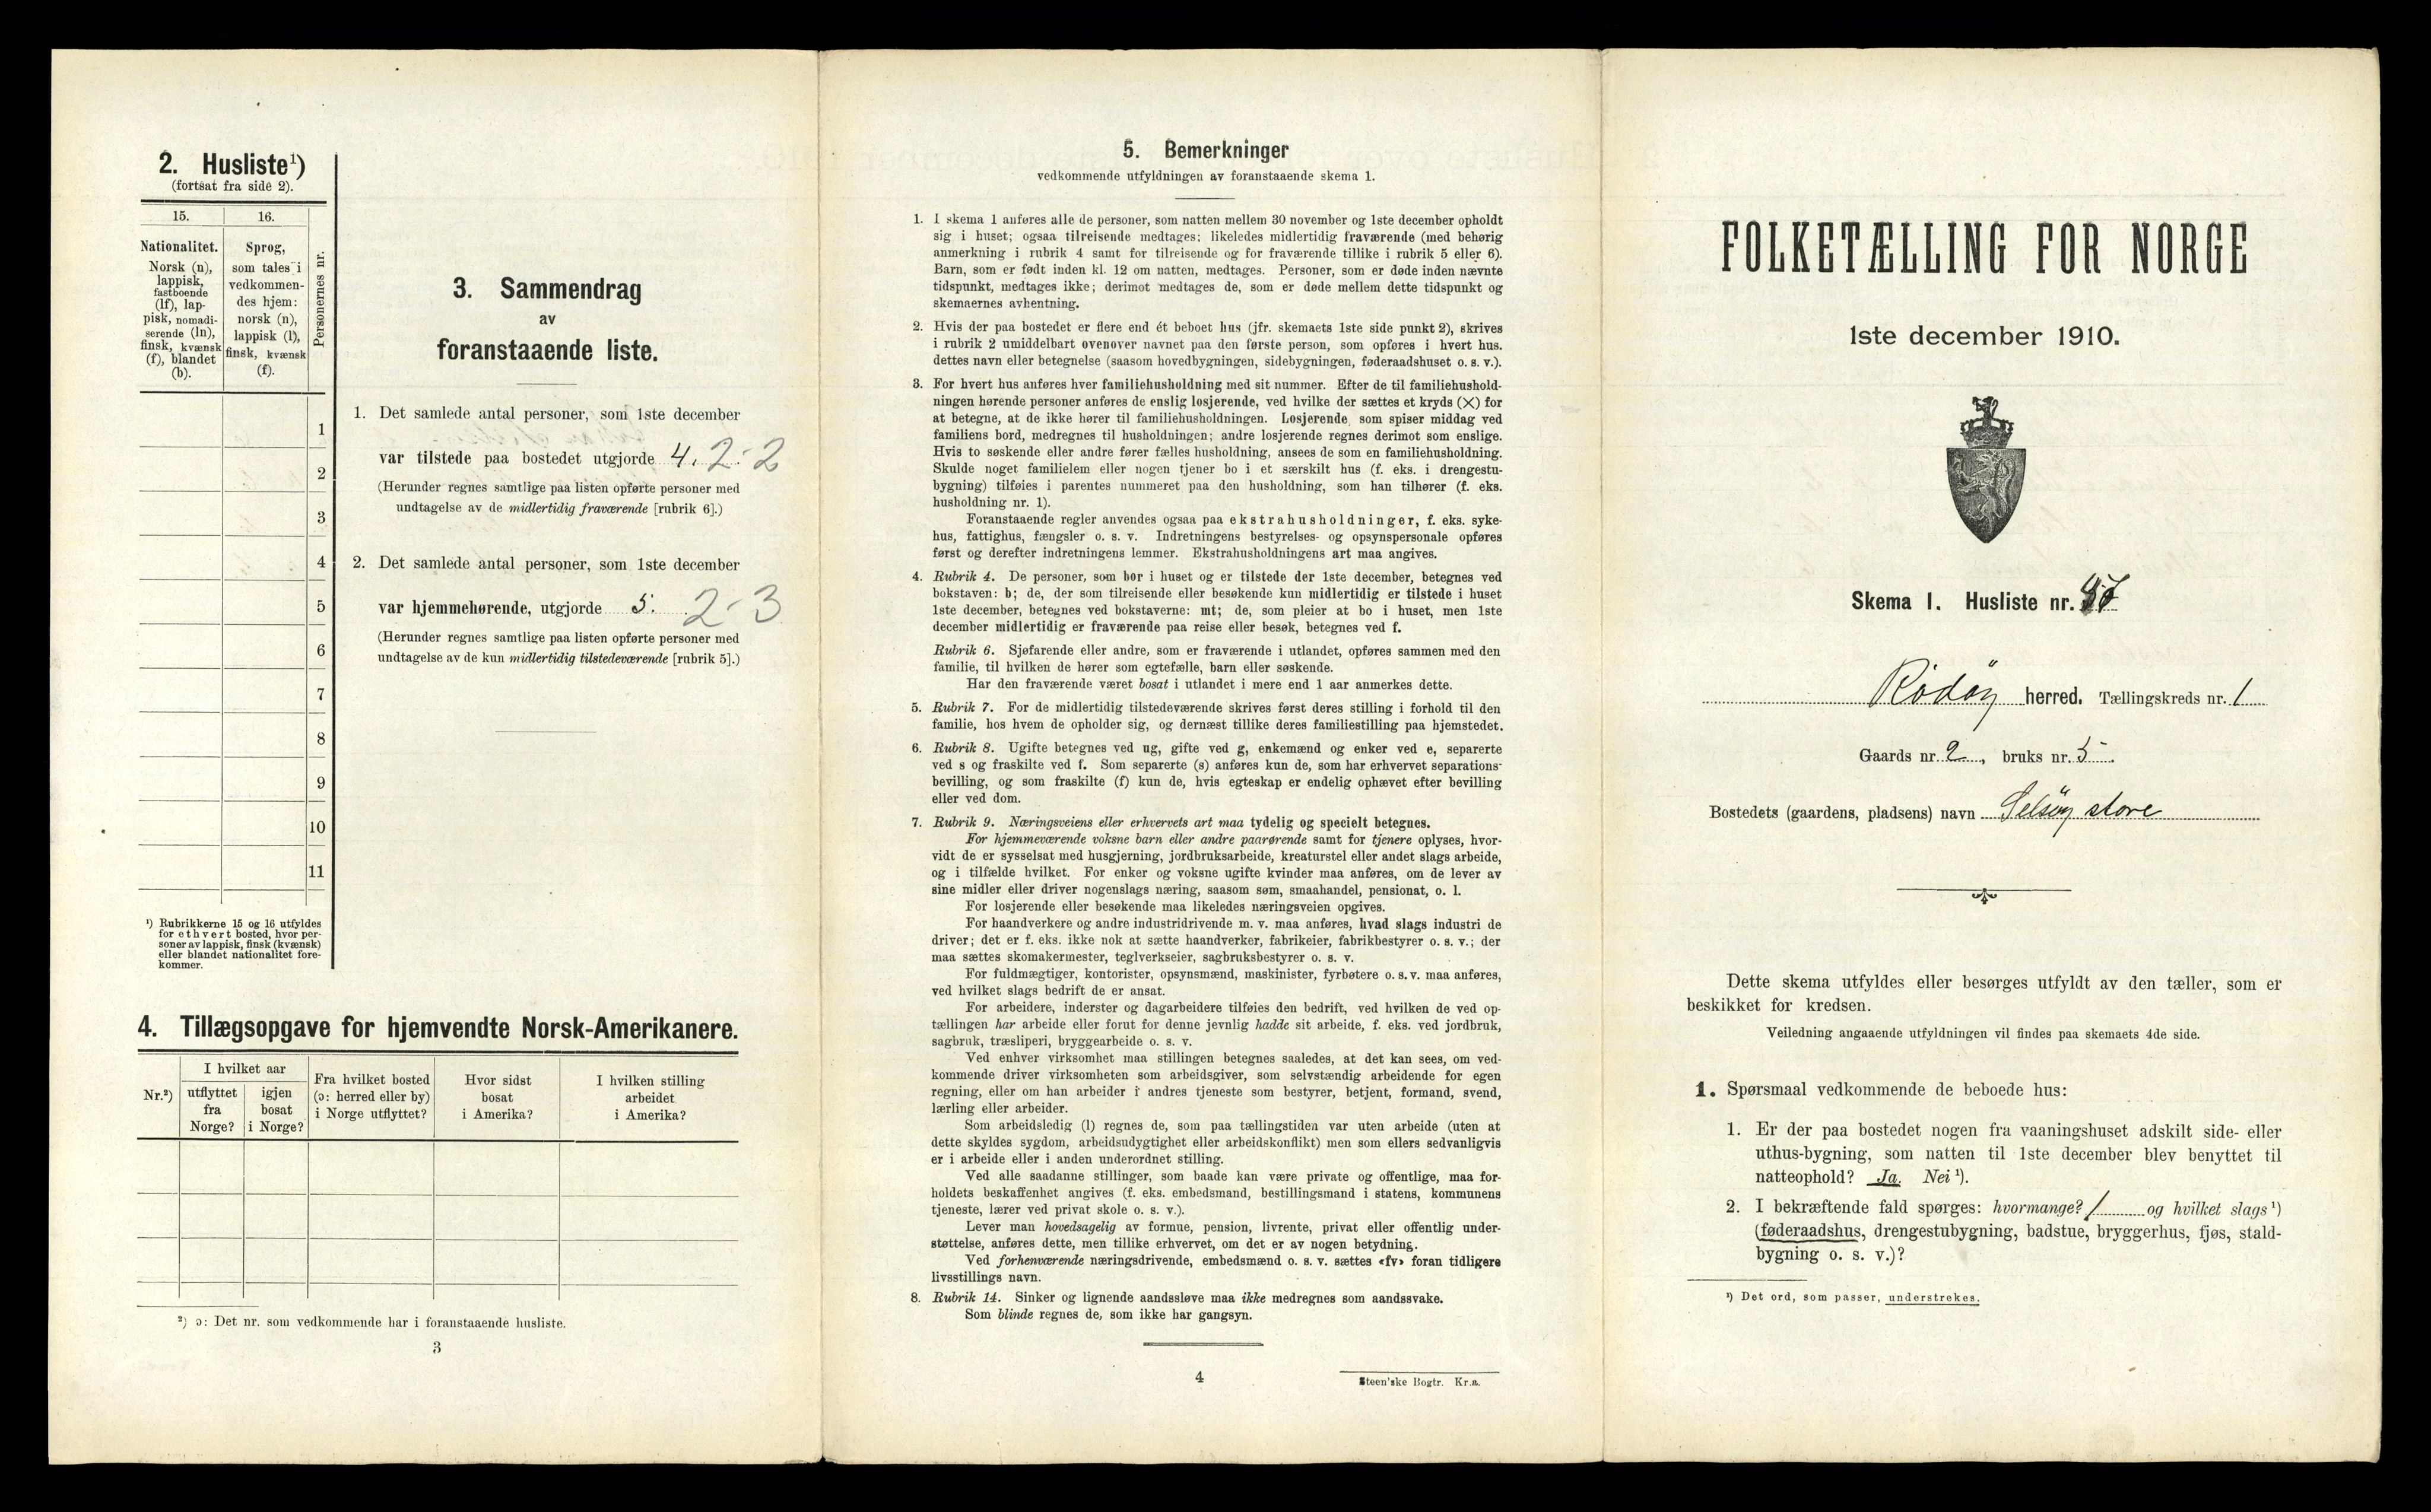 2. Husliste¹)
(fortsat fra side 2).
15.
16.
Personernes nr.
Nationalitet.
Norsk (n),
lappisk,
fastboende
(lf), lap-
pisk, nomadi-
serende (ln),
finsk, kvænsk
(f), blandet
(b).
Sprog,
som tales i
vedkommen-
des hjem:
norsk (n),
lappisk (l),
finsk, kvænsk
(f).
1
2
3
4
5
6
7
8
9
10
11
¹) Rubrikkerne 15 og 16 utfyldes
for ethvert bosted, hvor per-
soner av lappisk, finsk (kvænsk)
eller blandet nationalitet fore-
kommer.
3. Sammendrag
av
foranstaaende liste.
1. Det samlede antal personer, som 1ste december
var tilstede paa bostedet utgjorde 4. 2-2
(Herunder regnes samtlige paa listen opførte personer med
undtagelse av de midlertidig fraværende [rubrik 6].)
2. Det samlede antal personer, som 1ste december
var hjemmehørende, utgjorde 5. 2-3
(Herunder regnes samtlige paa listen opførte personer med
undtagelse av de kun midlertidig tilstedeværende [rubrik 5].)
4. Tillægsopgave for hjemvendte Norsk-Amerikanere.
Nr.²)
I hvilket aar
utflyttet
fra
Norge?
igjen
bosat
i Norge?
Fra hvilket bosted
(ɔ: herred eller by)
i Norge utflyttet?
Hvor sidst
bosat
i Amerika?
I hvilken stilling
arbeidet
i Amerika?
²) ɔ: Det nr. som vedkommende har i foranstaaende husliste.
3
5. Bemerkninger
vedkommende utfyldningen av foranstaaende skema 1.
1. I skema 1 anføres alle de personer, som natten mellem 30 november og 1ste december opholdt
sig i huset; ogsaa tilreisende medtages; likeledes midlertidig fraværende (med behørig
anmerkning i rubrik 4 samt for tilreisende og for fraværende tillike i rubrik 5 eller 6).
Barn, som er født inden kl. 12 om natten, medtages. Personer, som er døde inden nævnte
tidspunkt, medtages ikke; derimot medtages de, som er døde mellem dette tidspunkt og
skemaernes avhentning.
2. Hvis der paa bostedet er flere end ét beboet hus (jfr. skemaets 1ste side punkt 2), skrives
i rubrik 2 umiddelbart ovenover navnet paa den første person, som opføres i hvert hus.
dettes navn eller betegnelse (saasom hovedbygningen, sidebygningen, føderaadshuset o. s. v.).
3. For hvert hus anføres hver familiehusholdning med sit nummer. Efter de til familiehushold-
ningen hørende personer anføres de enslig losjerende, ved hvilke der sættes et kryds (×) for
at betegne, at de ikke hører til familiehusholdningen. Losjerende som spiser middag ved
familiens bord, medregnes til husholdningen; andre losjerende regnes derimot som enslige.
Hvis to søskende eller andre fører fælles husholdning, ansees de som en familiehusholdning.
Skulde noget familielem eller nogen tjener bo i et særskilt hus (f. eks. i drengestu-
bygning) tilføies i parentes nummeret paa den husholdning, som han tilhører (f. eks.
husholdning nr. 1).
Foranstaaende regler anvendes ogsaa paa ekstrahusholdninger, f. eks. syke-
hus, fattighus, fængsler o. s. v. Indretningens bestyrelses- og opsynspersonale opføres
først og derefter indretningens lemmer. Ekstrahusholdningens art maa angives.
4. Rubrik 4. De personer, som bor i huset og er tilstede der 1ste december, betegnes ved
bokstaven: b; de, der som tilreisende eller besøkende kun midlertidig er tilstede i huset
1ste december, betegnes ved bokstaverne: mt; de, som pleier at bo i huset, men 1ste
december midlertidig er fraværende paa reise eller besøk, betegnes ved f.
Rubrik 6. Sjøfarende eller andre, som er fraværende i utlandet, opføres sammen med den
familie, til hvilken de hører som egtefælle, barn eller søskende.
Har den fraværende været bosat i utlandet i mere end 1 aar anmerkes dette.
5. Rubrik 7. For de midlertidig tilstedeværende skrives først deres stilling i forhold til den
familie, hos hvem de opholder sig, og dernæst tillike deres familiestilling paa hjemstedet.
6. Rubrik 8. Ugifte betegnes ved ug, gifte ved g, enkemænd og enker ved e, separerte
ved s og fraskilte ved f. Som separerte (s) anføres kun de, som har erhvervet separations-
bevilling, og som fraskilte (f) kun de, hvis egteskap er endelig ophævet efter bevilling
eller ved dom.
7. Rubrik 9. Næringsveiens eller erhvervets art maa tydelig og specielt betegnes.
For hjemmeværende voksne barn eller andre paarørende samt for tjenere oplyses, hvor-
vidt de er sysselsat med husgjerning, jordbruksarbeide, kreaturstel eller andet slags arbeide,
og i tilfælde hvilket. For enker og voksne ugifte kvinder maa anføres, om de lever av
sine midler eller driver nogenslags næring, saasom søm, smaahandel, pensionat, o. l.
For losjerende eller besøkende maa likeledes næringsveien opgives.
For haandverkere og andre industridrivende m. v. maa anføres, hvad slags industri de
driver; det er f. eks. ikke nok at sætte haandverker, fabrikeier, fabrikbestyrer o. s. v.; der
maa sættes skomakermester, teglverkseier, sagbruksbestyrer o. s. v.
For fuldmægtiger, kontorister, opsynsmænd, maskinister, fyrbøtere o. s. v. maa anføres,
ved hvilket slags bedrift de er ansat.
For arbeidere, inderster og dagarbeidere tilføies den bedrift, ved hvilken de ved op-
tællingen har arbeide eller forut for denne jevnlig hadde sit arbeide, f. eks. ved jordbruk,
sagbruk, træsliperi, bryggearbeide o. s. v.
Ved enhver virksomhet maa stillingen betegnes saaledes, at det kan sees, om ved-
kommende driver virksomheten som arbeidsgiver, som selvstændig arbeidende for egen
regning, eller om han arbeider i andres tjeneste som bestyrer, betjent, formand, svend,
lærling eller arbeider.
Som arbeidsledig (l) regnes de, som paa tællingstiden var uten arbeide (uten at
dette skyldes sygdom, arbeidsudygtighet eller arbeidskonflikt) men som ellers sedvanligvis
er i arbeide eller i anden underordnet stilling.
Ved alle saadanne stillinger, som baade kan være private og offentlige, maa for-
holdets beskaffenhet angives (f. eks. embedsmand, bestillingsmand i statens, kommunens
tjeneste, lærer ved privat skole o. s. v.).
Lever man hovedsagelig av formue, pension, livrente, privat eller offentlig under-
støttelse, anføres dette, men tillike erhvervet, om det er av nogen betydning.
Ved forhenværende næringsdrivende, embedsmænd o. s. v. sættes «fv» foran tidligere
livsstillings navn.
8. Rubrik 14. Sinker og lignende aandssløve maa ikke medregnes som aandssvake.
Som blinde regnes de, som ikke har gangsyn.
4
Steen'ske Bogtr. Kr.a.
FOLKETÆLLING FOR NORGE
1ste december 1910.
Skema 1. Husliste nr.
Rödöy herred. Tællingskreds nr. 1
Gaards nr. 2, bruks nr. 5.
Bostedets (gaardens, pladsens) navn Selsöy store
Dette skema utfyldes eller besørges utfyldt av den tæller, som er
beskikket for kredsen.
Veiledning angaaende utfyldningen vil findes paa skemaets 4de side.
1. Spørsmaal vedkommende de beboede hus:
1. Er der paa bostedet nogen fra vaaningshuset adskilt side- eller
uthus-bygning, som natten til 1ste december blev benyttet til
natteophold? Ja. Nei ¹).
2. I bekræftende fald spørges: hvormange? 1 og hvilket slags ¹)
(føderaadshus, drengestubygning, badstue, bryggerhus, fjøs, stald-
bygning o. s. v.)?
¹) Det ord, som passer, understrekes.